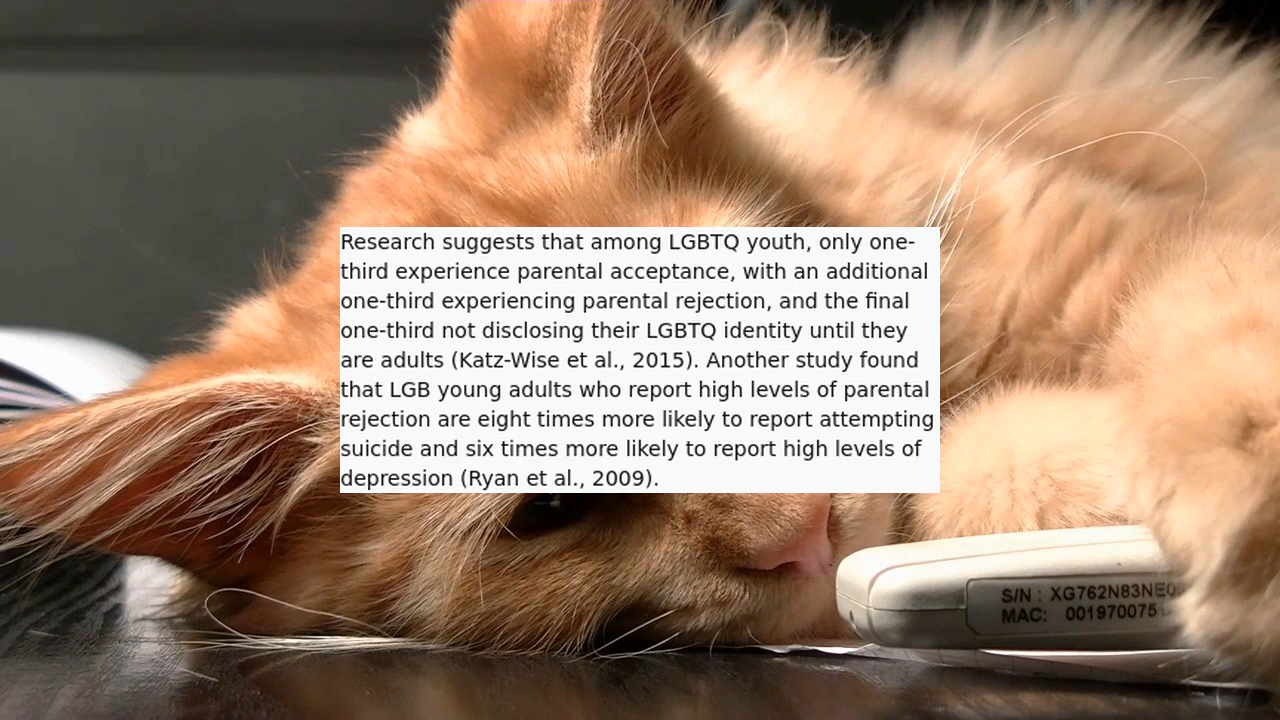 Research suggests that among LGBTQ youth, only one-
third experience parental acceptance, with an additional
one-third experiencing parental rejection, and the final
one-third not disclosing their LGBTQ identity until they
are adults (Katz-Wise et al., 2015). Another study found
that LGB young adults who report high levels of parental
rejection are eight times more likely to report attempting
suicide and six times more likely to report high levels of
depression (Ryan et al., 2009).
S/N : XG762N83NE0
MAC: 001970075